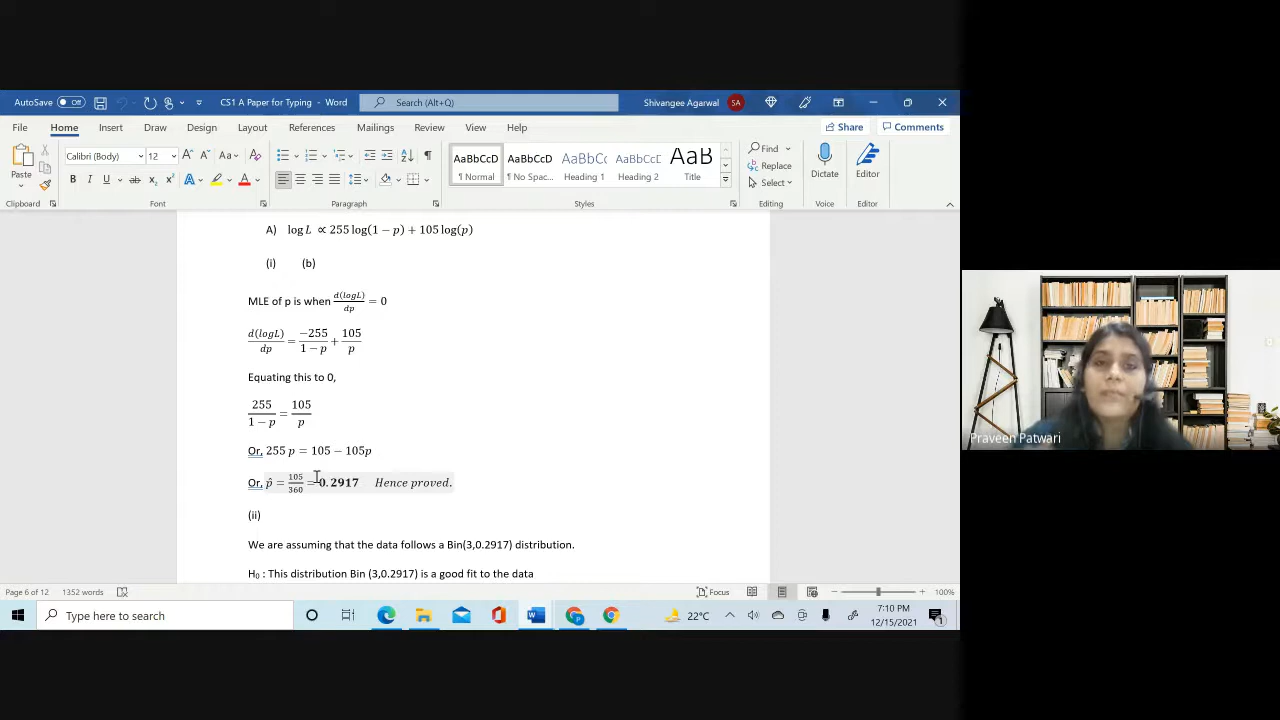 AutoSave Off CS1 A Paper for Typing - Word Search (Alt+Q) Shivangee Agarwal SA
File Home Insert Draw Design Layout References Mailings Review View Help Share Comments
Paste Calibri (Body) 12 AaBbCcD ¶ Normal AaBbCcD ¶ No Spac... AaBbCc Heading 1 AaBbCcD Heading 2 AaB Title Find Replace Select Dictate Editor
Clipboard Font Paragraph Styles Editing Voice Editor
A) log L ∝ 255 log(1 − p) + 105 log(p)
(i) (b)
MLE of p is when d(logL)/dp = 0
d(logL)/dp = −255/(1 − p) + 105/p
Equating this to 0,
255/(1 − p) = 105/p
Or, 255 p = 105 − 105p
Or, p̂ = 105/360 = 0.2917 Hence proved.
(ii)
We are assuming that the data follows a Bin(3,0.2917) distribution.
H₀ : This distribution Bin (3,0.2917) is a good fit to the data
Praveen Patwari
Page 6 of 12 1352 words Focus 100%
Type here to search 22°C 7:10 PM
12/15/2021